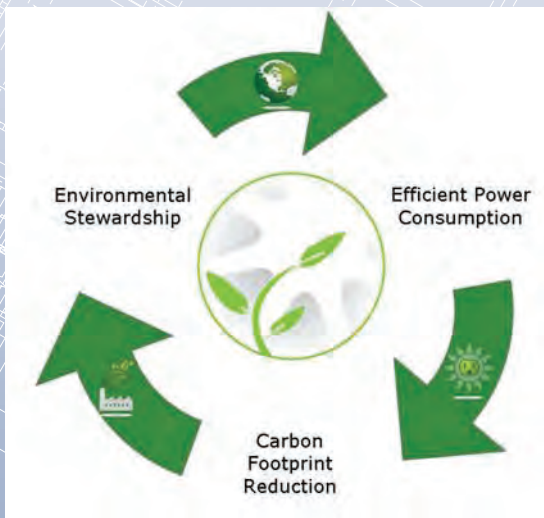 Environmental
Stewardship
Efficient Power
Consumption
Carbon
Footprint
Reduction